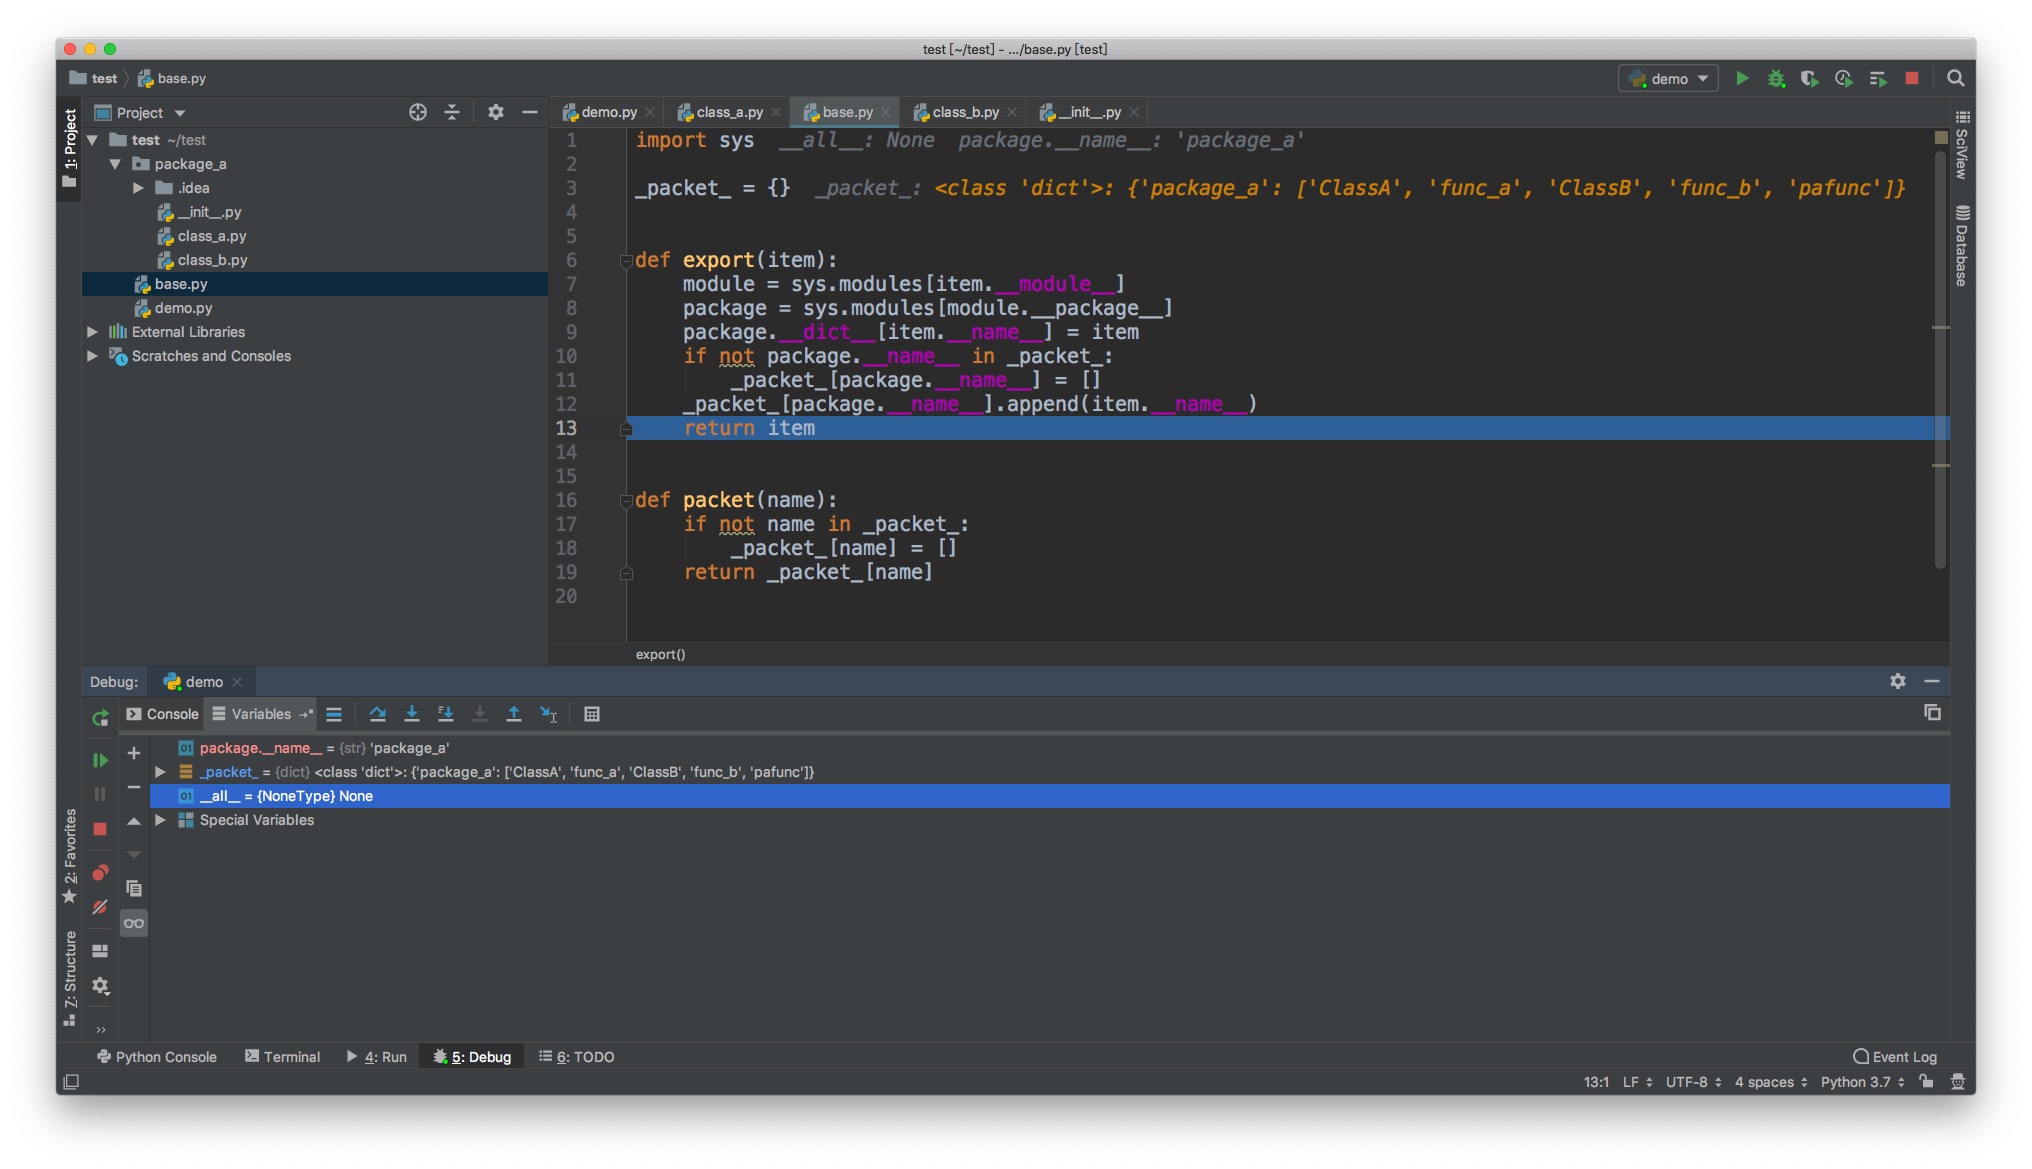 test [~/test] - .../base.py [test]
test
base.py
demo
1: Project
Project
test ~/test
package_a
.idea
__init__.py
class_a.py
class_b.py
base.py
demo.py
External Libraries
Scratches and Consoles
demo.py
class_a.py
base.py
class_b.py
__init__.py
1 import sys __all__: None package.__name__: 'package_a'
2
3 _packet_ = {} _packet_: <class 'dict'>: {'package_a': ['ClassA', 'func_a', 'ClassB', 'func_b', 'pafunc']}
4
5
6 def export(item):
7     module = sys.modules[item.__module__]
8     package = sys.modules[module.__package__]
9     package.__dict__[item.__name__] = item
10     if not package.__name__ in _packet_:
11         _packet_[package.__name__] = []
12     _packet_[package.__name__].append(item.__name__)
13     return item
14
15
16 def packet(name):
17     if not name in _packet_:
18         _packet_[name] = []
19     return _packet_[name]
20
export()
SciView
Database
Debug:
demo
Console
Variables
01 package.__name__ = {str} 'package_a'
_packet_ = {dict} <class 'dict'>: {'package_a': ['ClassA', 'func_a', 'ClassB', 'func_b', 'pafunc']}
01 __all__ = {NoneType} None
Special Variables
2: Favorites
7: Structure
Python Console
Terminal
4: Run
5: Debug
6: TODO
Event Log
13:1 LF UTF-8 4 spaces Python 3.7